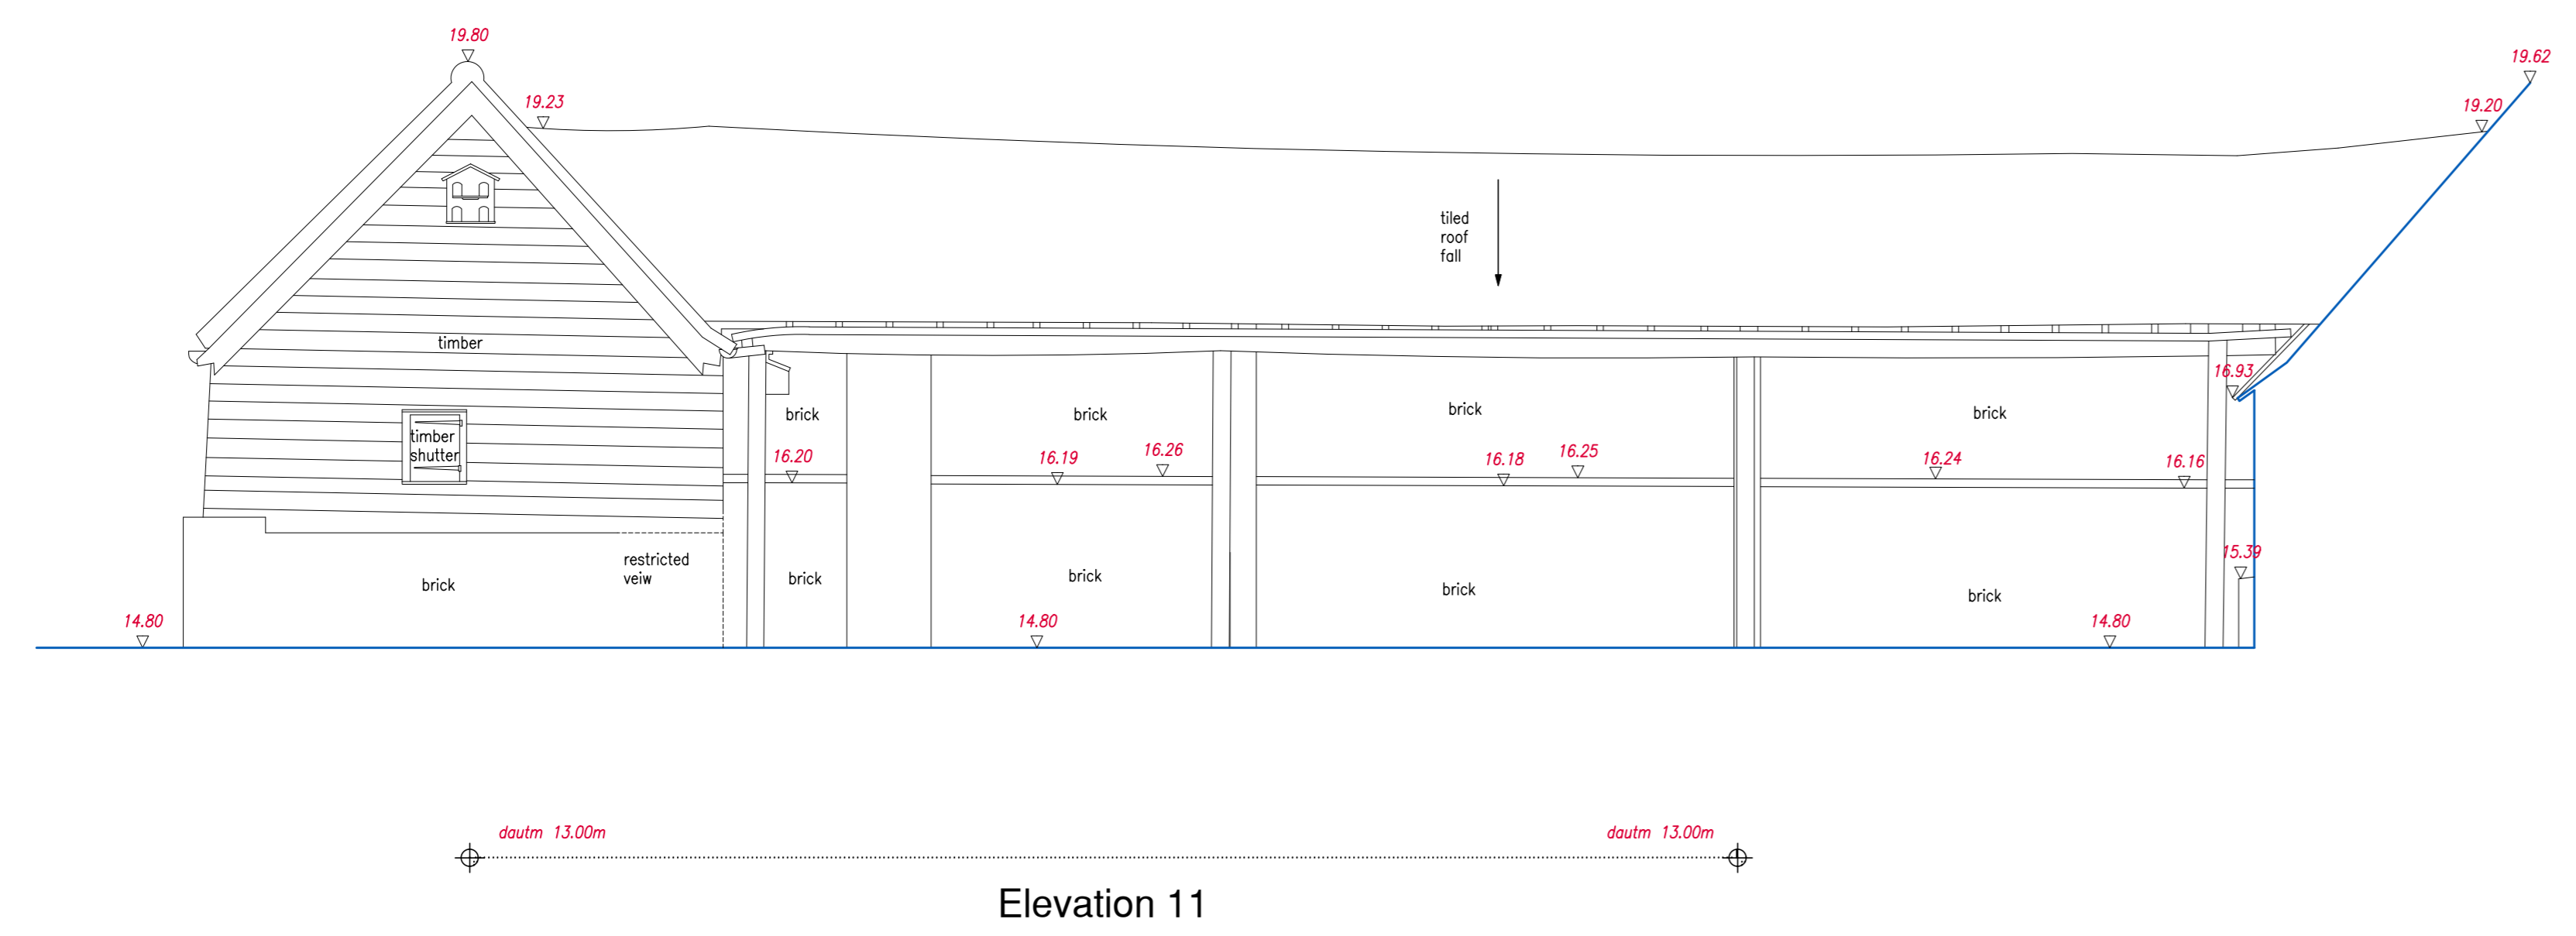 19.80
19.62
19.23
19.20
tiled
roof
fall
timber
16.93
brick
brick
brick
brick
timber
shutter
16.20
16.19
16.26
16.18
16.25
16.24
16.16
restricted
veiw
15.39
brick
brick
brick
brick
brick
14.80
14.80
14.80
dautm 13.00m
dautm 13.00m
Elevation 11